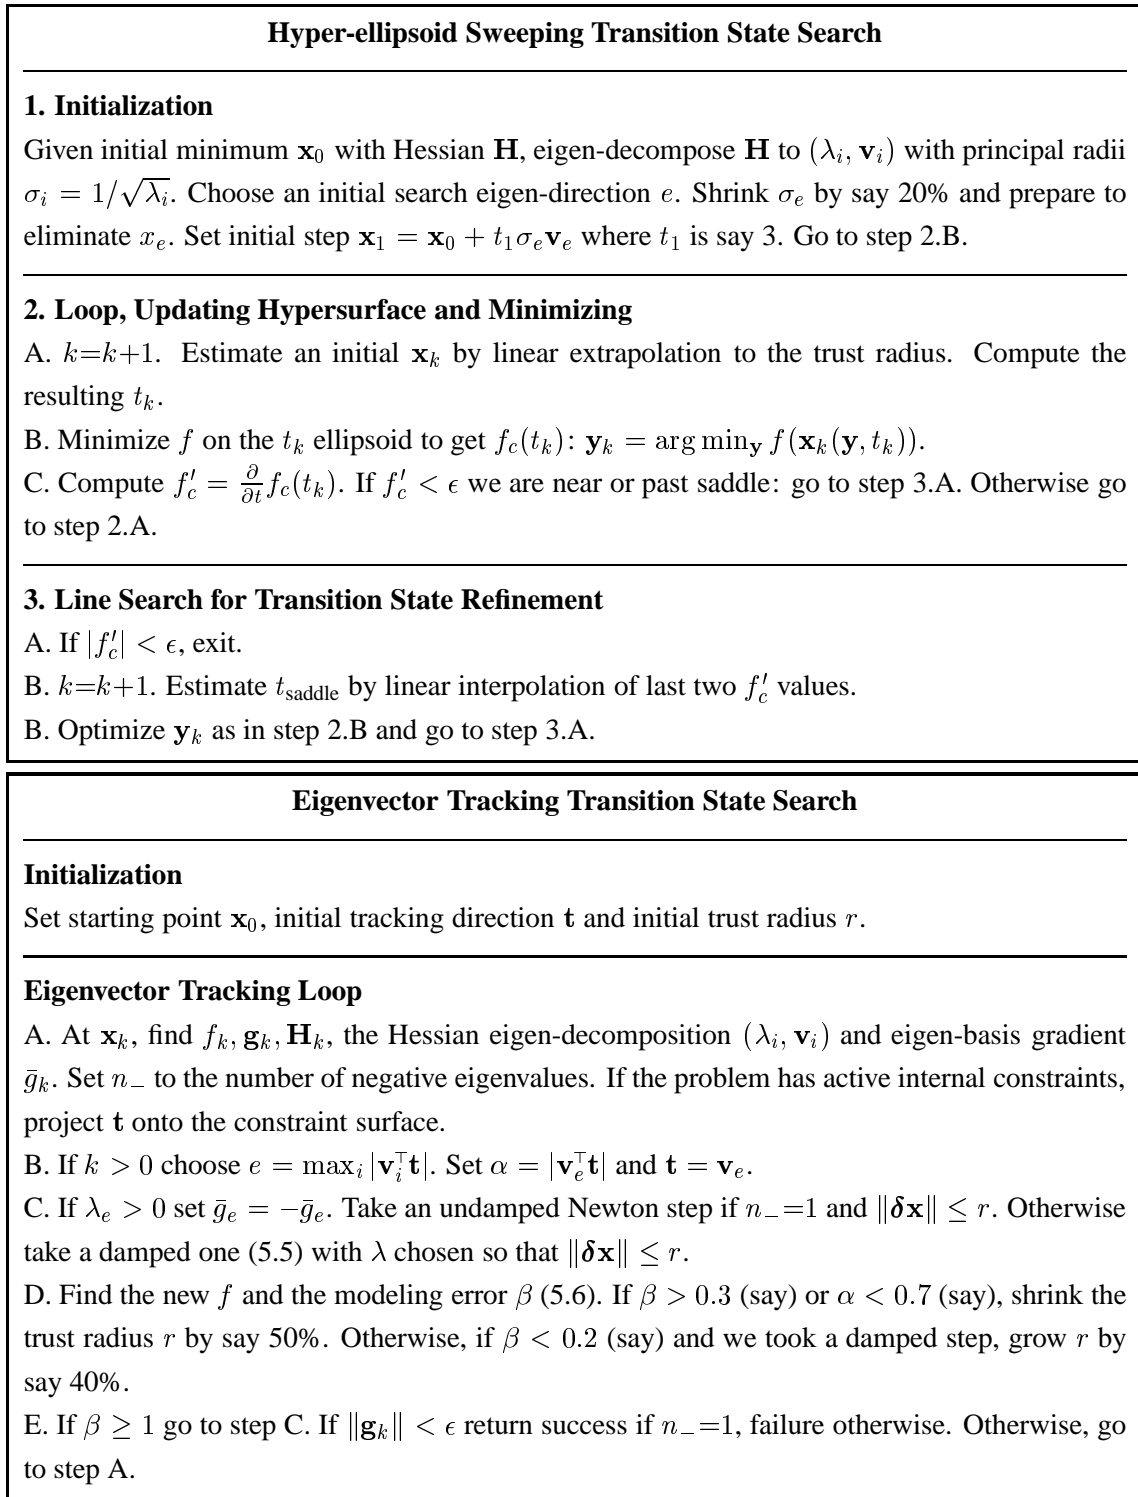 Hyper-ellipsoid Sweeping Transition State Search
1. Initialization
Given initial minimum x₀ with Hessian H, eigen-decompose H to (λᵢ, vᵢ) with principal radii
σᵢ = 1/√λᵢ. Choose an initial search eigen-direction e. Shrink σₑ by say 20% and prepare to
eliminate xₑ. Set initial step x₁ = x₀ + t₁σₑvₑ where t₁ is say 3. Go to step 2.B.
2. Loop, Updating Hypersurface and Minimizing
A. k=k+1. Estimate an initial xₖ by linear extrapolation to the trust radius. Compute the
resulting tₖ.
B. Minimize f on the tₖ ellipsoid to get f_c(tₖ): yₖ = arg min_y f(xₖ(y, tₖ)).
C. Compute f′_c = ∂/∂t f_c(tₖ). If f′_c < ϵ we are near or past saddle: go to step 3.A. Otherwise go
to step 2.A.
3. Line Search for Transition State Refinement
A. If |f′_c| < ϵ, exit.
B. k=k+1. Estimate t_saddle by linear interpolation of last two f′_c values.
B. Optimize yₖ as in step 2.B and go to step 3.A.
Eigenvector Tracking Transition State Search
Initialization
Set starting point x₀, initial tracking direction t and initial trust radius r.
Eigenvector Tracking Loop
A. At xₖ, find fₖ, gₖ, Hₖ, the Hessian eigen-decomposition (λᵢ, vᵢ) and eigen-basis gradient
ḡₖ. Set n₋ to the number of negative eigenvalues. If the problem has active internal constraints,
project t onto the constraint surface.
B. If k > 0 choose e = maxᵢ |vᵢ⊤t|. Set α = |vₑ⊤t| and t = vₑ.
C. If λₑ > 0 set ḡₑ = −ḡₑ. Take an undamped Newton step if n₋=1 and ‖δx‖ ≤ r. Otherwise
take a damped one (5.5) with λ chosen so that ‖δx‖ ≤ r.
D. Find the new f and the modeling error β (5.6). If β > 0.3 (say) or α < 0.7 (say), shrink the
trust radius r by say 50%. Otherwise, if β < 0.2 (say) and we took a damped step, grow r by
say 40%.
E. If β ≥ 1 go to step C. If ‖gₖ‖ < ϵ return success if n₋=1, failure otherwise. Otherwise, go
to step A.